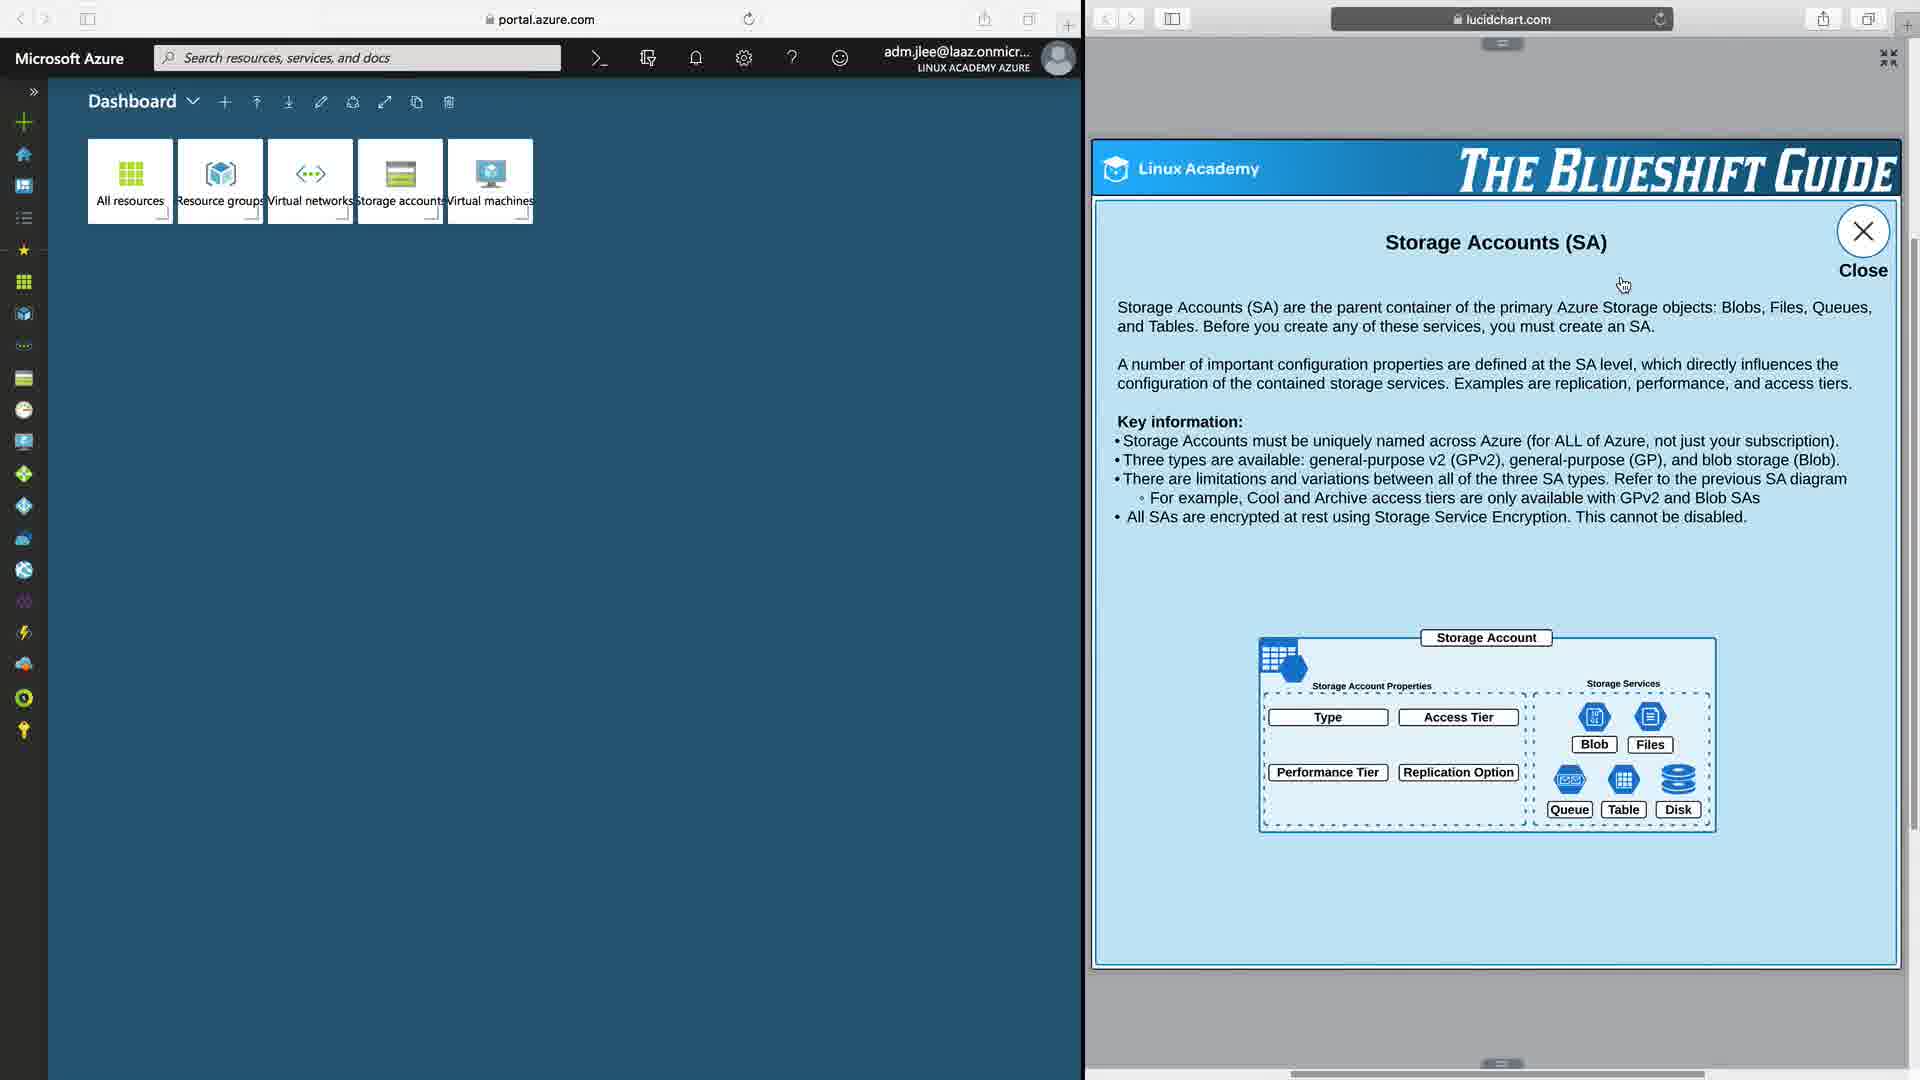 portal.azure.com
Microsoft Azure
Search resources, services, and docs
adm.jlee@laaz.onmicr...
LINUX ACADEMY AZURE
Dashboard
All resources
Resource groups
Virtual networks
Storage accounts
Virtual machines
lucidchart.com
Linux Academy
THE BLUESHIFT GUIDE
Storage Accounts (SA)
Close
Storage Accounts (SA) are the parent container of the primary Azure Storage objects: Blobs, Files, Queues,
and Tables. Before you create any of these services, you must create an SA.
A number of important configuration properties are defined at the SA level, which directly influences the
configuration of the contained storage services. Examples are replication, performance, and access tiers.
Key information:
• Storage Accounts must be uniquely named across Azure (for ALL of Azure, not just your subscription).
• Three types are available: general-purpose v2 (GPv2), general-purpose (GP), and blob storage (Blob).
• There are limitations and variations between all of the three SA types. Refer to the previous SA diagram
◦ For example, Cool and Archive access tiers are only available with GPv2 and Blob SAs
• All SAs are encrypted at rest using Storage Service Encryption. This cannot be disabled.
Storage Account
Storage Account Properties
Storage Services
Type
Access Tier
Blob
Files
Performance Tier
Replication Option
Queue
Table
Disk